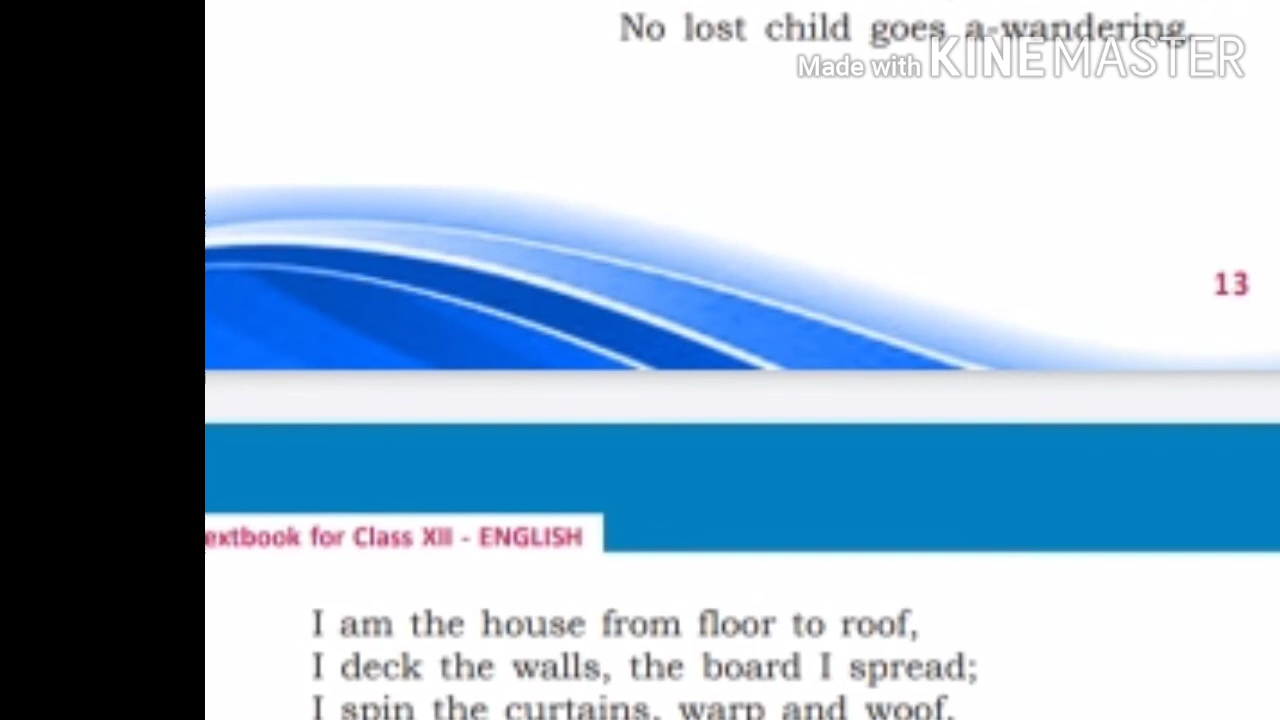 No lost child goes a-wandering.
Made with KINEMASTER
13
extbook for Class XII - ENGLISH
I am the house from floor to roof,
I deck the walls, the board I spread;
I spin the curtains, warp and woof,